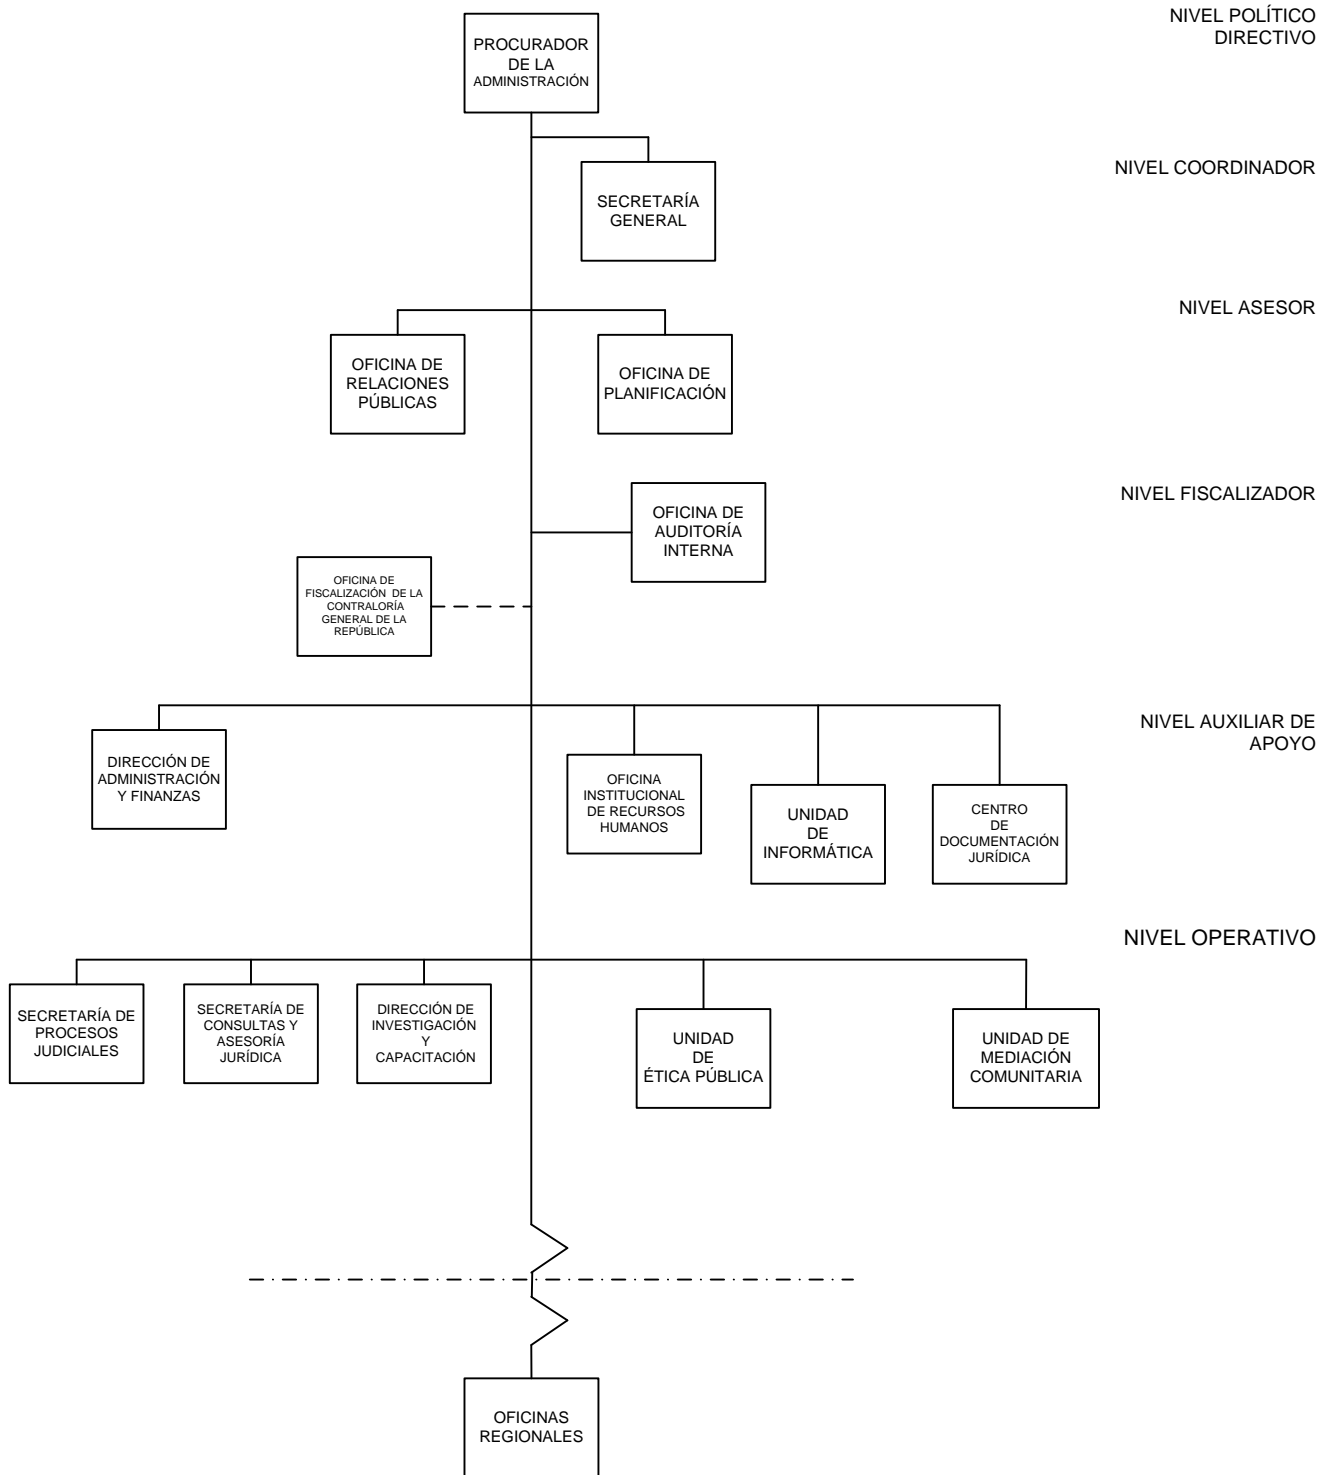 NIVEL POLÍTICO
DIRECTIVO
PROCURADOR
DE LA
ADMINISTRACIÓN
NIVEL COORDINADOR
SECRETARÍA
GENERAL
NIVEL ASESOR
OFICINA DE
RELACIONES
PÚBLICAS
OFICINA DE
PLANIFICACIÓN
NIVEL FISCALIZADOR
OFICINA DE
AUDITORÍA
INTERNA
OFICINA DE
FISCALIZACIÓN DE LA
CONTRALORÍA
GENERAL DE LA
REPÚBLICA
NIVEL AUXILIAR DE
APOYO
DIRECCIÓN DE
ADMINISTRACIÓN
Y FINANZAS
OFICINA
INSTITUCIONAL
DE RECURSOS
HUMANOS
UNIDAD
DE
INFORMÁTICA
CENTRO
DE
DOCUMENTACIÓN
JURÍDICA
NIVEL OPERATIVO
SECRETARÍA DE
PROCESOS
JUDICIALES
SECRETARÍA DE
CONSULTAS Y
ASESORÍA
JURÍDICA
DIRECCIÓN DE
INVESTIGACIÓN
Y
CAPACITACIÓN
UNIDAD
DE
ÉTICA PÚBLICA
UNIDAD DE
MEDIACIÓN
COMUNITARIA
OFICINAS
REGIONALES